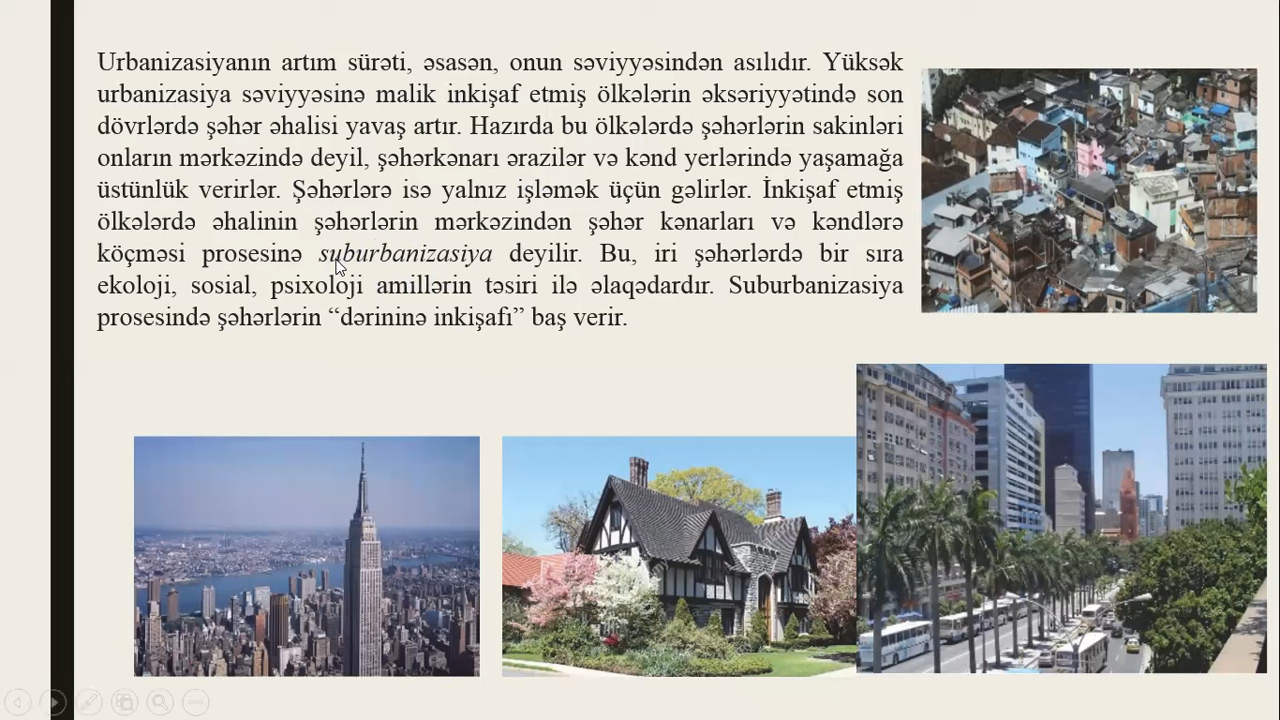 Urbanizasiyanın artım sürəti, əsasən, onun səviyyəsindən asılıdır. Yüksək
urbanizasiya səviyyəsinə malik inkişaf etmiş ölkələrin əksəriyyətində son
dövrlərdə şəhər əhalisi yavaş artır. Hazırda bu ölkələrdə şəhərlərin sakinləri
onların mərkəzində deyil, şəhərkənarı ərazilər və kənd yerlərində yaşamağa
üstünlük verirlər. Şəhərlərə isə yalnız işləmək üçün gəlirlər. İnkişaf etmiş
ölkələrdə əhalinin şəhərlərin mərkəzindən şəhər kənarları və kəndlərə
köçməsi prosesinə suburbanizasiya deyilir. Bu, iri şəhərlərdə bir sıra
ekoloji, sosial, psixoloji amillərin təsiri ilə əlaqədardır. Suburbanizasiya
prosesində şəhərlərin “dərininə inkişafı” baş verir.